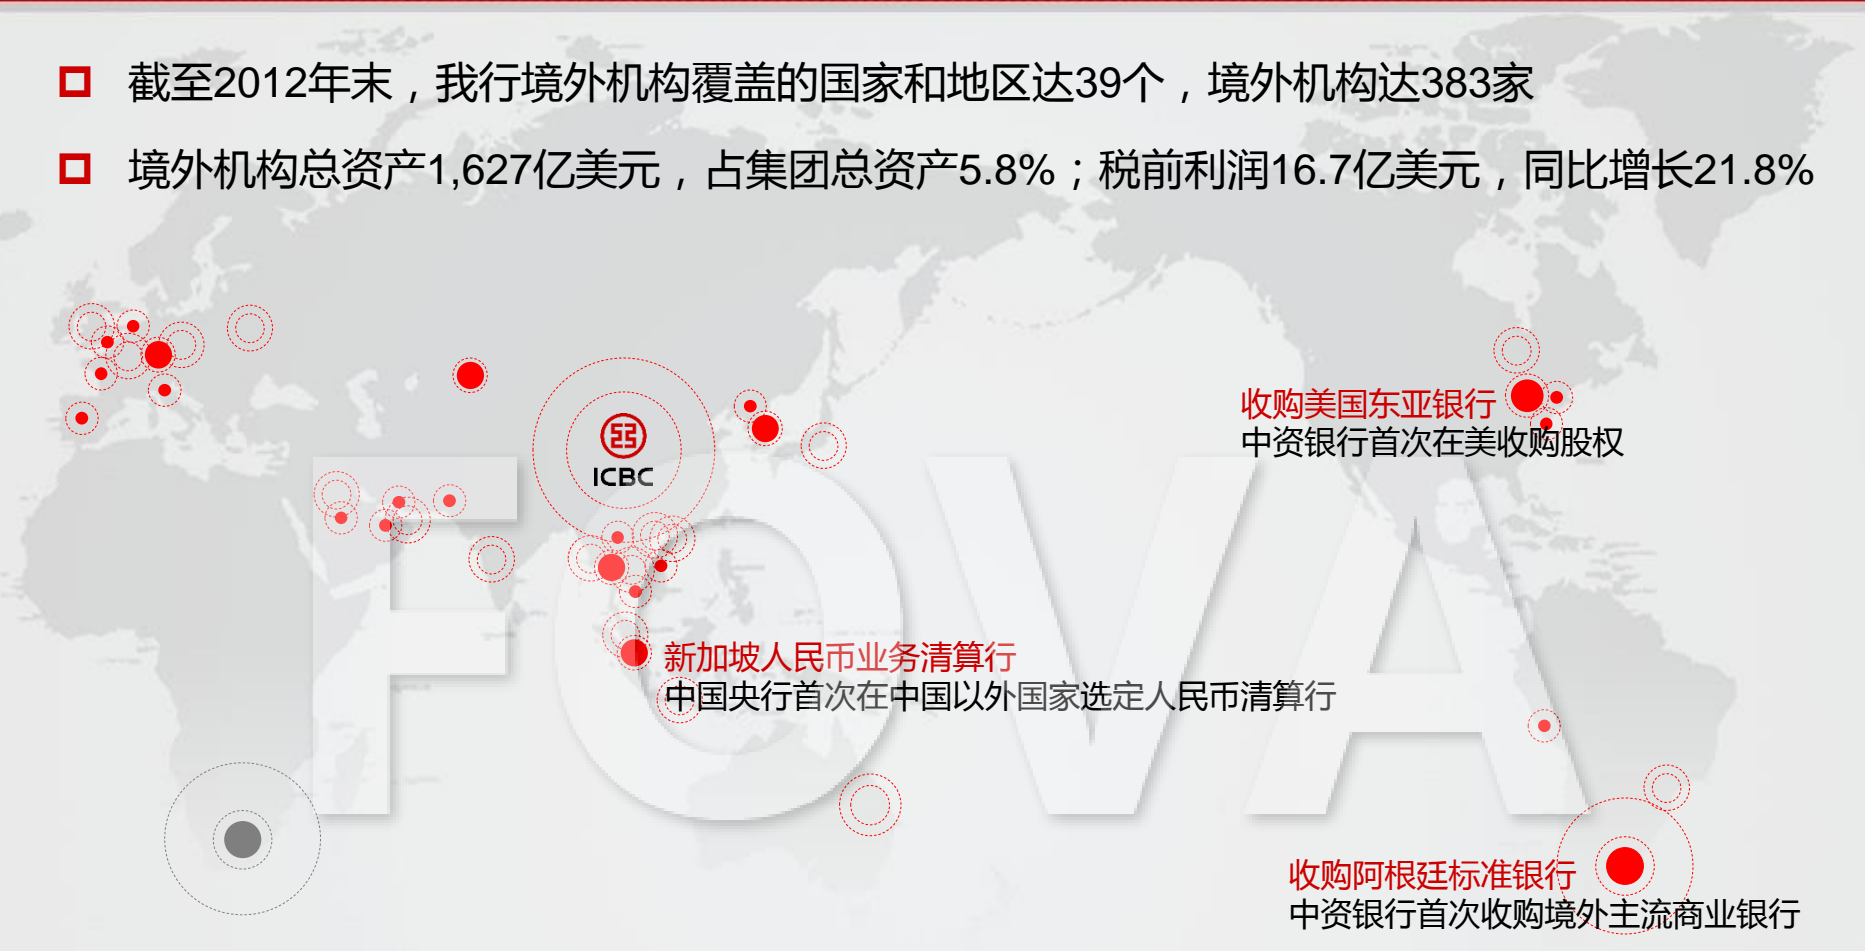 截至2012年末，我行境外机构覆盖的国家和地区达39个，境外机构达383家
境外机构总资产1,627亿美元，占集团总资产5.8%；税前利润16.7亿美元，同比增长21.8%
收购美国东亚银行
中资银行首次在美收购股权
ICBC
FOVA
新加坡人民币业务清算行
中国央行首次在中国以外国家选定人民币清算行
收购阿根廷标准银行
中资银行首次收购境外主流商业银行